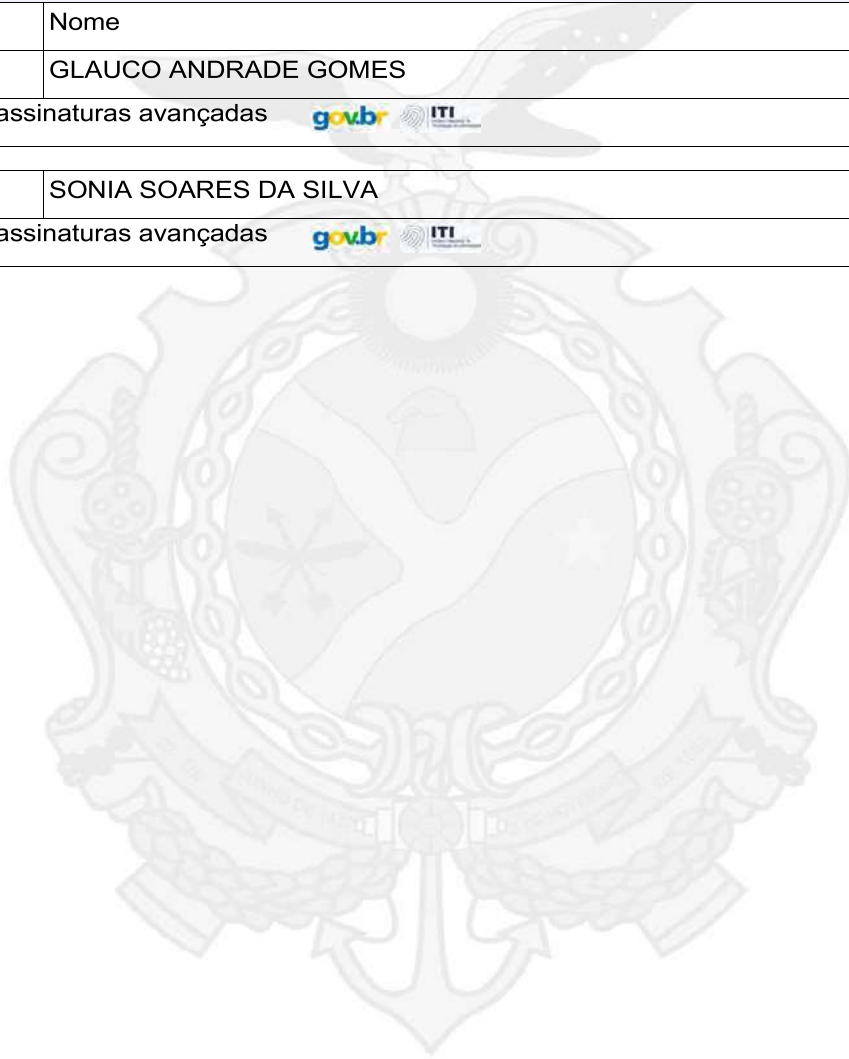 Nome
GLAUCO ANDRADE GOMES
assinaturas avançadas gov.br ITI
SONIA SOARES DA SILVA
assinaturas avançadas gov.br ITI